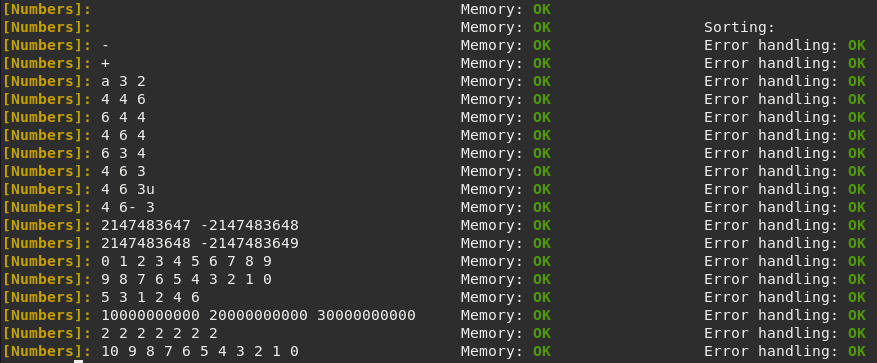 [Numbers]: Memory: OK
[Numbers]: Memory: OK Sorting:
[Numbers]: - Memory: OK Error handling: OK
[Numbers]: + Memory: OK Error handling: OK
[Numbers]: a 3 2 Memory: OK Error handling: OK
[Numbers]: 4 4 6 Memory: OK Error handling: OK
[Numbers]: 6 4 4 Memory: OK Error handling: OK
[Numbers]: 4 6 4 Memory: OK Error handling: OK
[Numbers]: 6 3 4 Memory: OK Error handling: OK
[Numbers]: 4 6 3 Memory: OK Error handling: OK
[Numbers]: 4 6 3u Memory: OK Error handling: OK
[Numbers]: 4 6- 3 Memory: OK Error handling: OK
[Numbers]: 2147483647 -2147483648 Memory: OK Error handling: OK
[Numbers]: 2147483648 -2147483649 Memory: OK Error handling: OK
[Numbers]: 0 1 2 3 4 5 6 7 8 9 Memory: OK Error handling: OK
[Numbers]: 9 8 7 6 5 4 3 2 1 0 Memory: OK Error handling: OK
[Numbers]: 5 3 1 2 4 6 Memory: OK Error handling: OK
[Numbers]: 10000000000 20000000000 30000000000 Memory: OK Error handling: OK
[Numbers]: 2 2 2 2 2 2 2 Memory: OK Error handling: OK
[Numbers]: 10 9 8 7 6 5 4 3 2 1 0 Memory: OK Error handling: OK